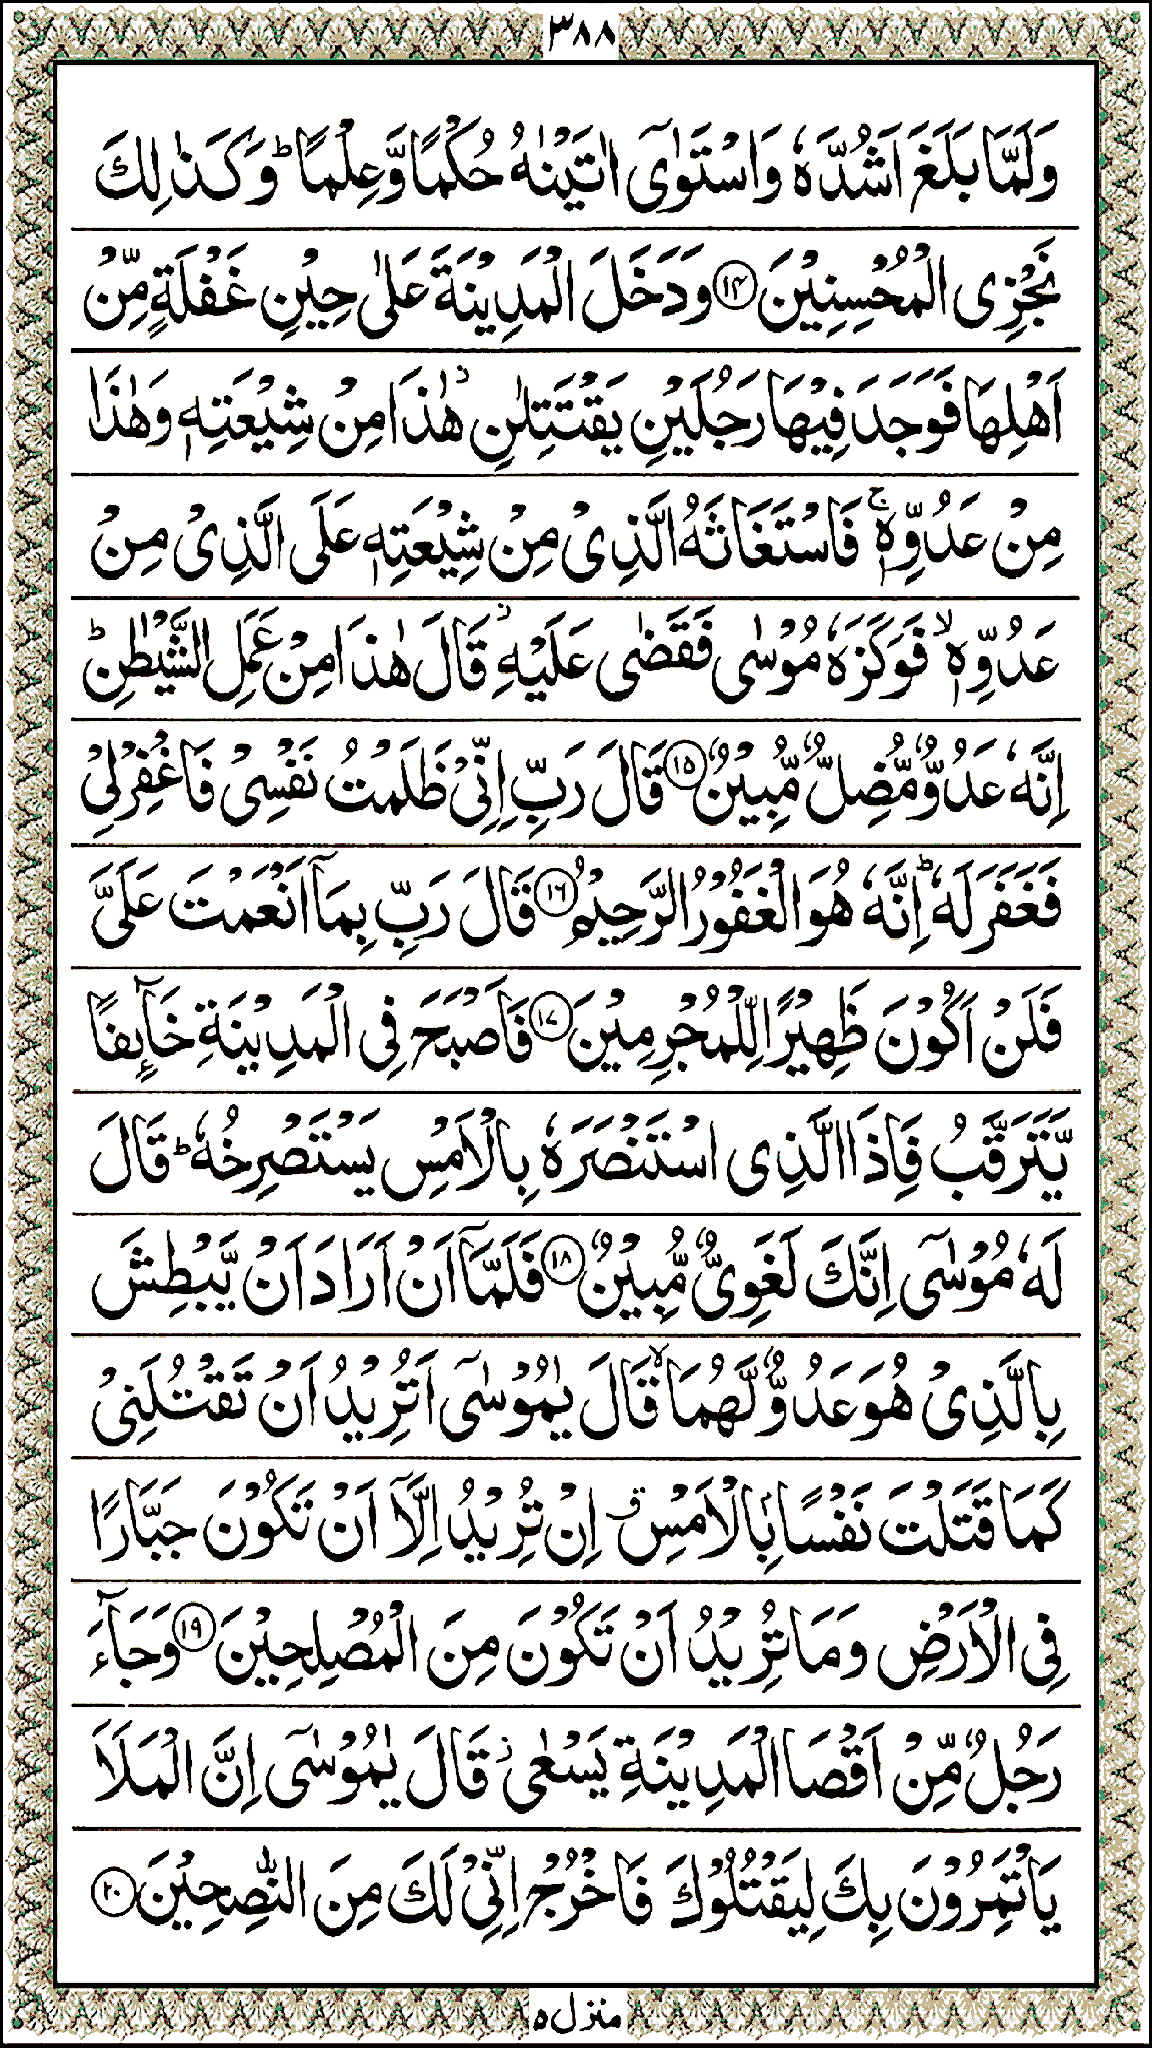 ٣٨٨
وَلَمَّا بَلَغَ اَشُدَّهٗ وَاسْتَوٰۤى اٰتَيْنٰهُ حُكْمًا وَّعِلْمًا ؕ وَكَذٰلِكَ
نَجْزِى الْمُحْسِنِيْنَ ۝١٤ وَدَخَلَ الْمَدِيْنَةَ عَلٰى حِيْنِ غَفْلَةٍ مِّنْ
اَهْلِهَا فَوَجَدَ فِيْهَا رَجُلَيْنِ يَقْتَتِلٰنِ ۫ هٰذَا مِنْ شِيْعَتِهٖ وَهٰذَا
مِنْ عَدُوِّهٖ ۚ فَاسْتَغَاثَهُ الَّذِىْ مِنْ شِيْعَتِهٖ عَلَى الَّذِىْ مِنْ
عَدُوِّهٖ ۙ فَوَكَزَهٗ مُوْسٰى فَقَضٰى عَلَيْهِ ۫ قَالَ هٰذَا مِنْ عَمَلِ الشَّيْطٰنِ ؕ
اِنَّهٗ عَدُوٌّ مُّضِلٌّ مُّبِيْنٌ ۝١٥ قَالَ رَبِّ اِنِّىْ ظَلَمْتُ نَفْسِىْ فَاغْفِرْلِىْ
فَغَفَرَ لَهٗ ؕ اِنَّهٗ هُوَ الْغَفُوْرُ الرَّحِيْمُ ۝١٦ قَالَ رَبِّ بِمَاۤ اَنْعَمْتَ عَلَىَّ
فَلَنْ اَكُوْنَ ظَهِيْرًا لِّلْمُجْرِمِيْنَ ۝١٧ فَاَصْبَحَ فِى الْمَدِيْنَةِ خَآئِفًا
يَّتَرَقَّبُ فَاِذَا الَّذِى اسْتَنْصَرَهٗ بِالْاَمْسِ يَسْتَصْرِخُهٗ ؕ قَالَ
لَهٗ مُوْسٰۤى اِنَّكَ لَغَوِىٌّ مُّبِيْنٌ ۝١٨ فَلَمَّاۤ اَنْ اَرَادَ اَنْ يَّبْطِشَ
بِالَّذِىْ هُوَ عَدُوٌّ لَّهُمَا ۙ قَالَ يٰمُوْسٰۤى اَتُرِيْدُ اَنْ تَقْتُلَنِىْ
كَمَا قَتَلْتَ نَفْسًۢا بِالْاَمْسِ ۖ ق اِنْ تُرِيْدُ اِلَّاۤ اَنْ تَكُوْنَ جَبَّارًا
فِى الْاَرْضِ وَمَا تُرِيْدُ اَنْ تَكُوْنَ مِنَ الْمُصْلِحِيْنَ ۝١٩ وَجَآءَ
رَجُلٌ مِّنْ اَقْصَا الْمَدِيْنَةِ يَسْعٰى ۫ قَالَ يٰمُوْسٰۤى اِنَّ الْمَلَاَ
يَاْتَمِرُوْنَ بِكَ لِيَقْتُلُوْكَ فَاخْرُجْ اِنِّىْ لَكَ مِنَ النّٰصِحِيْنَ ۝٢٠
منزل ٥